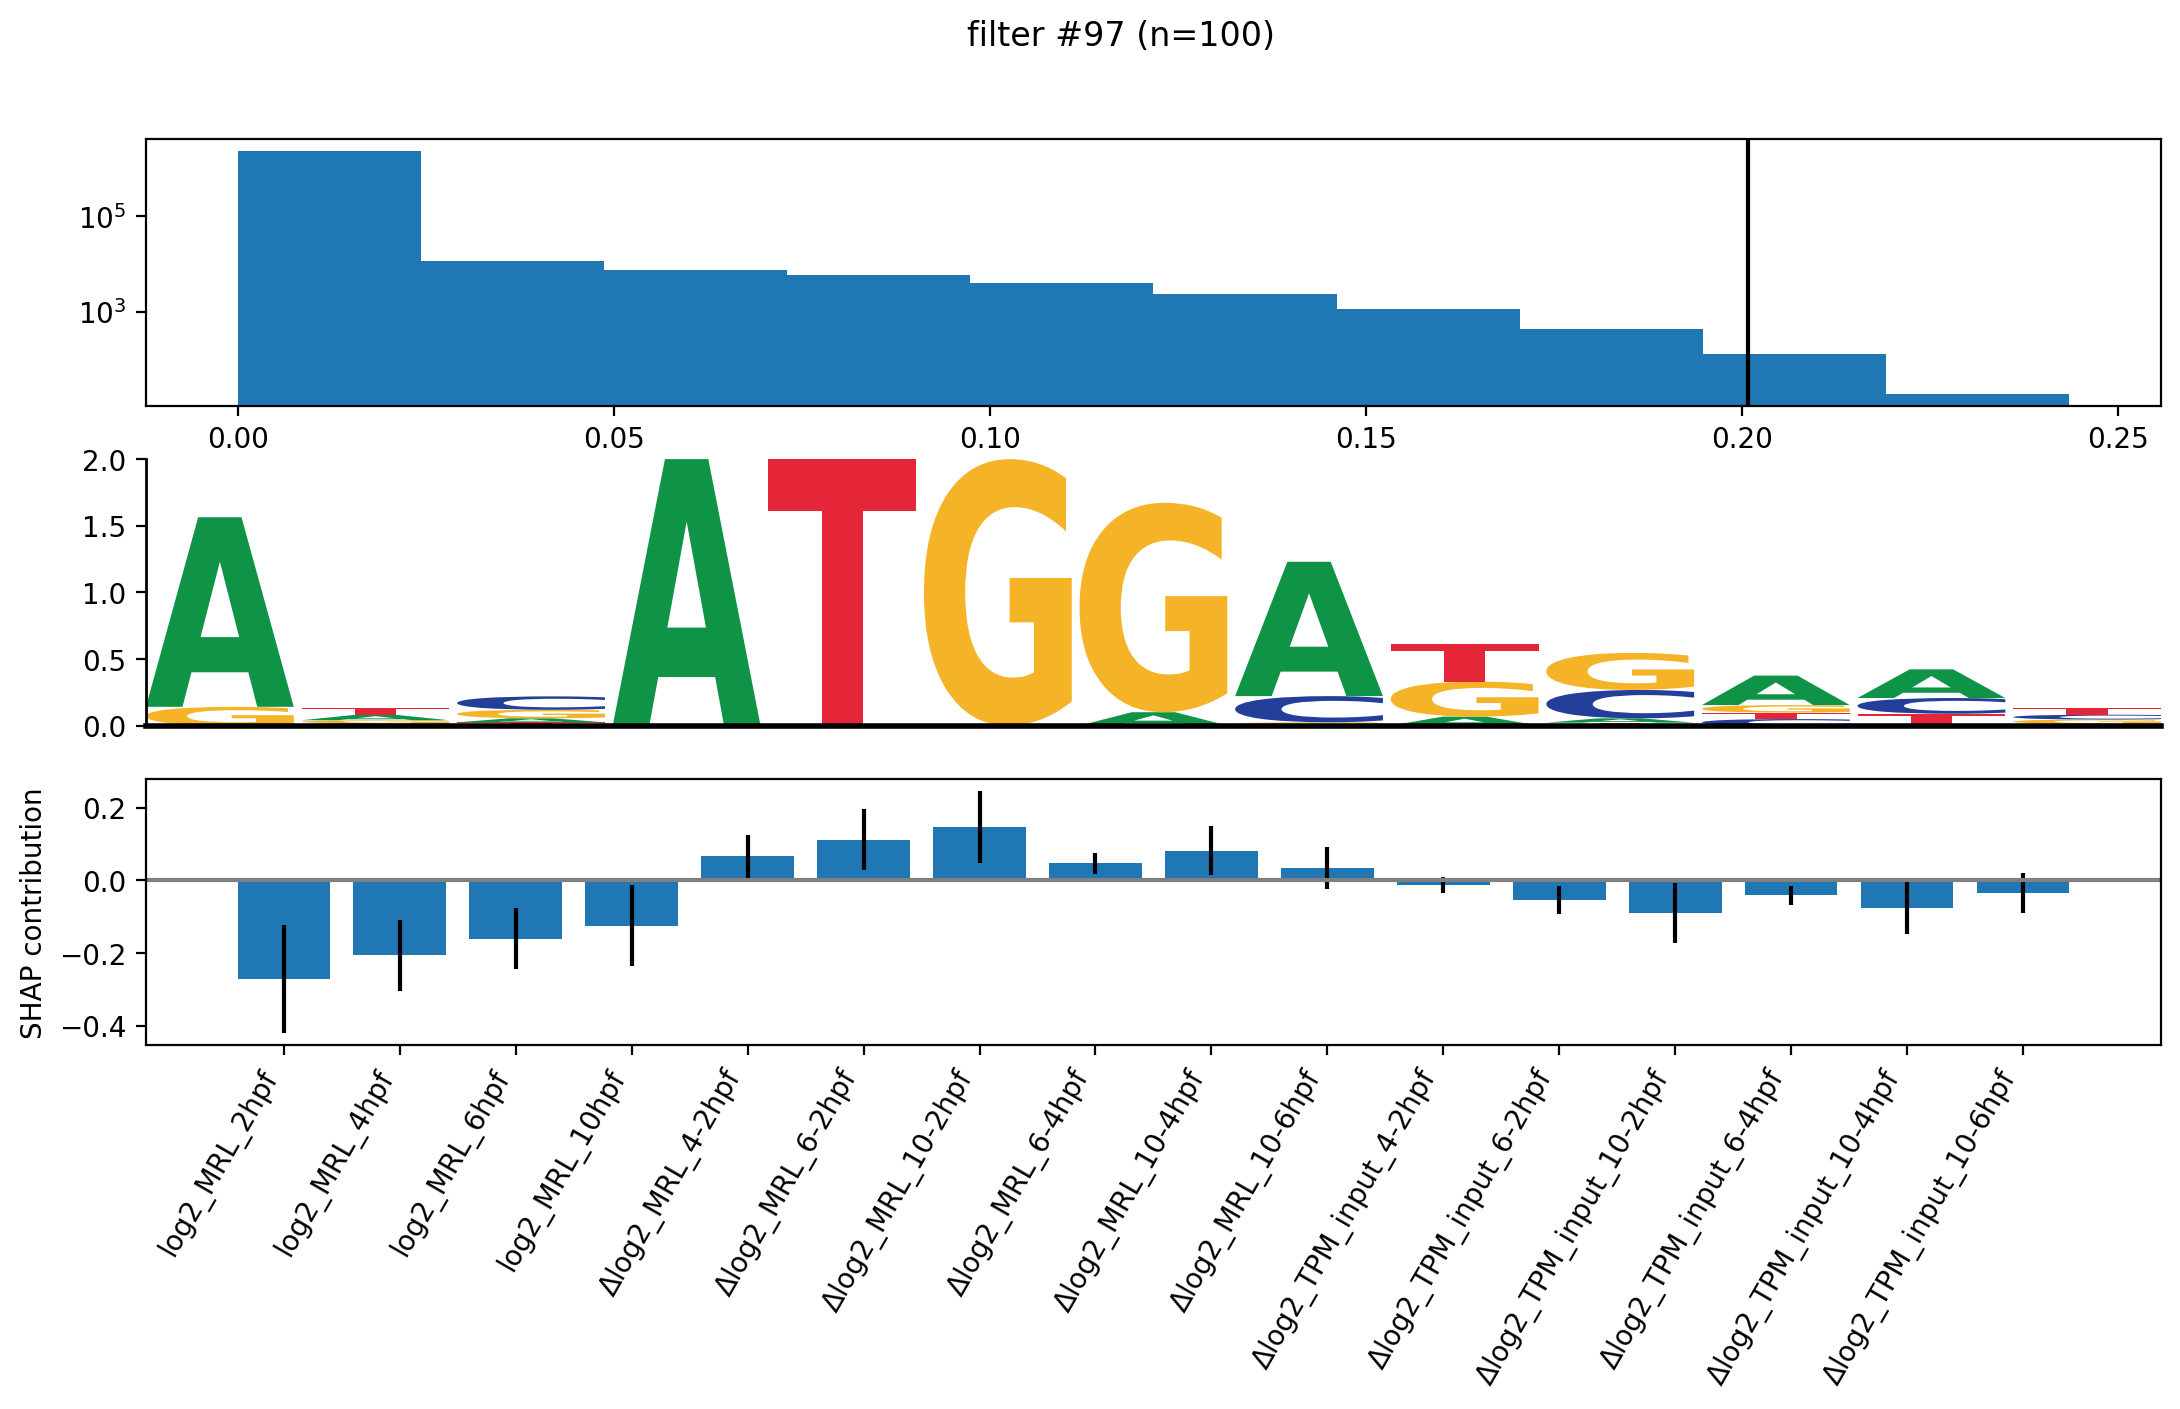 filter #97 (n=100)
10^5
10^3
0.00 0.05 0.10 0.15 0.20 0.25
2.0
1.5
1.0
0.5
0.0
A T G G A T G A A T
G T C A C G C G C C
SHAP contribution
0.2
0.0
−0.2
−0.4
log2_MRL_2hpf
log2_MRL_4hpf
log2_MRL_6hpf
log2_MRL_10hpf
Δlog2_MRL_4-2hpf
Δlog2_MRL_6-2hpf
Δlog2_MRL_10-2hpf
Δlog2_MRL_6-4hpf
Δlog2_MRL_10-4hpf
Δlog2_MRL_10-6hpf
Δlog2_TPM_input_4-2hpf
Δlog2_TPM_input_6-2hpf
Δlog2_TPM_input_10-2hpf
Δlog2_TPM_input_6-4hpf
Δlog2_TPM_input_10-4hpf
Δlog2_TPM_input_10-6hpf